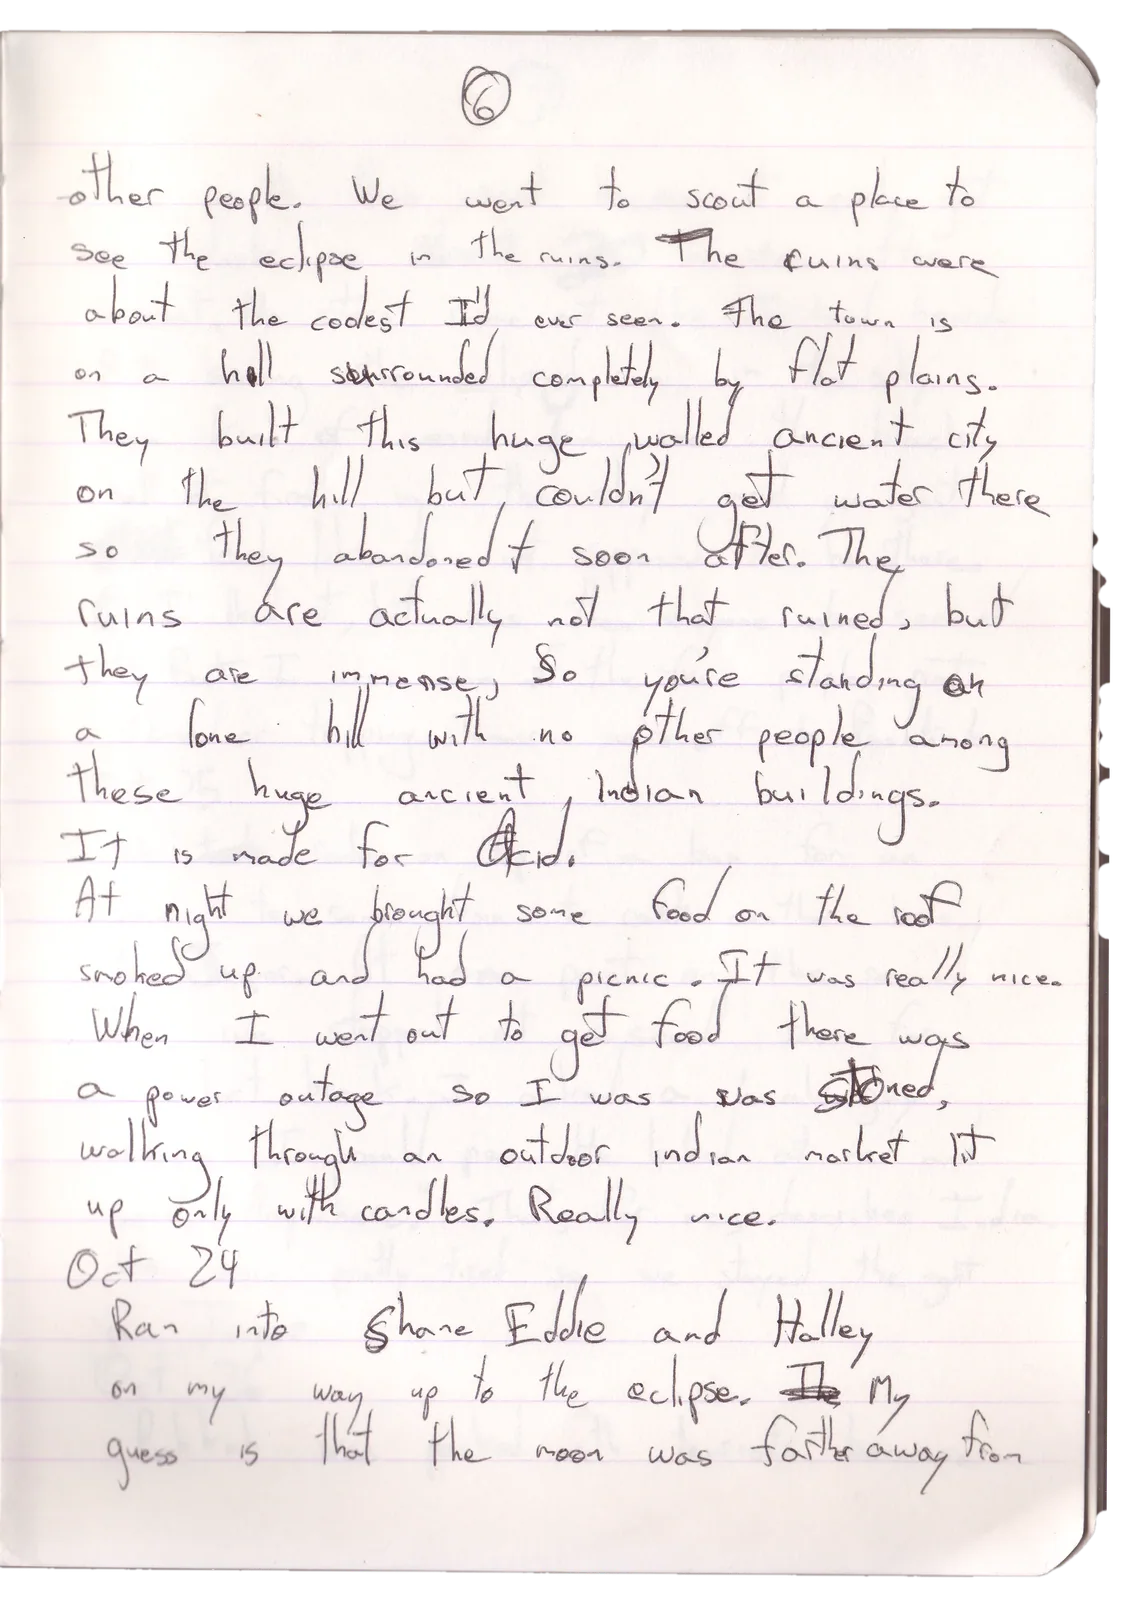 6
other people. We went to scout a place to
see the eclipse in the ruins. The ruins were
about the coolest I'd ever seen. The town is
on a hill surrounded completely by flat plains.
They built this huge walled ancient city
on the hill but couldn't get water there
so they abandoned it soon after. The
ruins are actually not that ruined, but
they are immense, So you're standing on
a lone hill with no other people among
these huge ancient Indian buildings.
It is made for Acid.
At night we brought some food on the roof
smoked up and had a picnic. It was really nice.
When I went out to get food there was
a power outage so I was was stoned,
walking through an outdoor indian market lit
up only with candles. Really nice.
Oct 24
Ran into Shane Eddie and Halley
on my way up to the eclipse. The My
guess is that the moon was farther away from